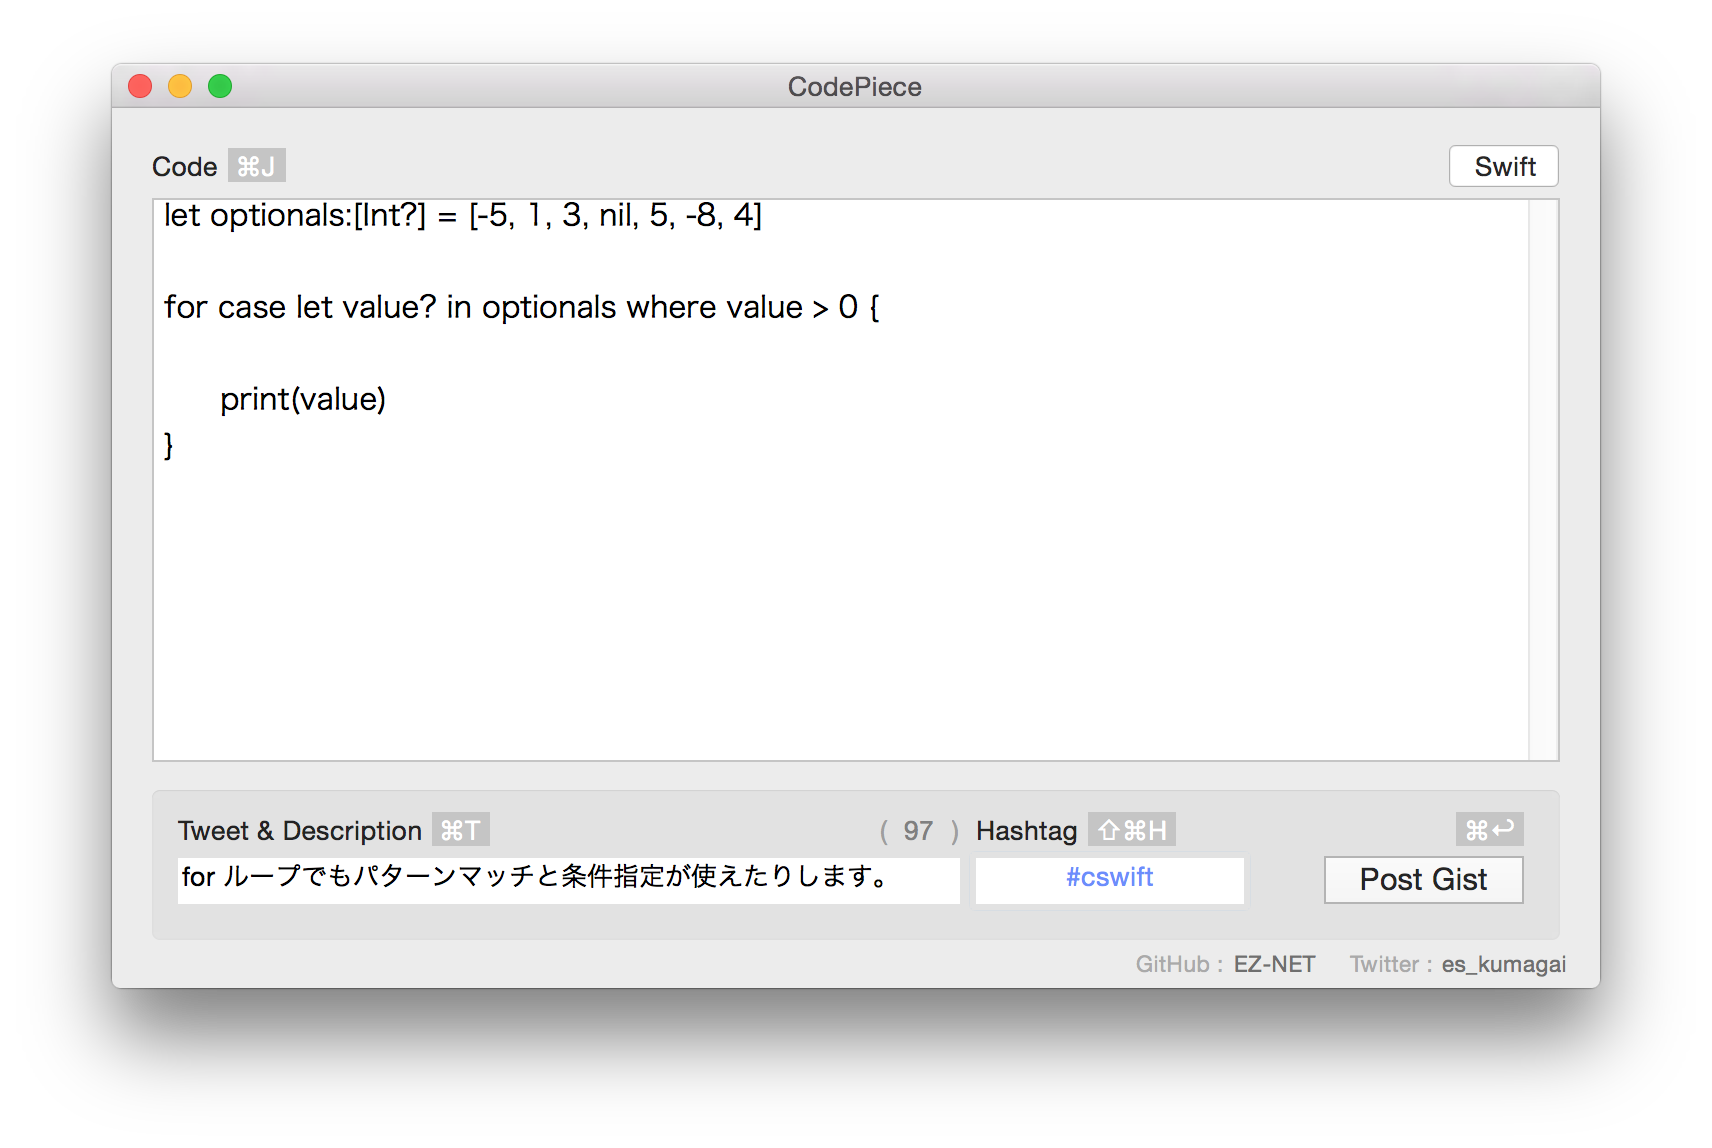 CodePiece
Code ⌘J
Swift
let optionals:[Int?] = [-5, 1, 3, nil, 5, -8, 4]
for case let value? in optionals where value > 0 {
print(value)
}
Tweet & Description ⌘T
( 97 )
Hashtag ⇧⌘H
⌘↩
for ループでもパターンマッチと条件指定が使えたりします。
#cswift
Post Gist
GitHub : EZ-NET
Twitter : es_kumagai